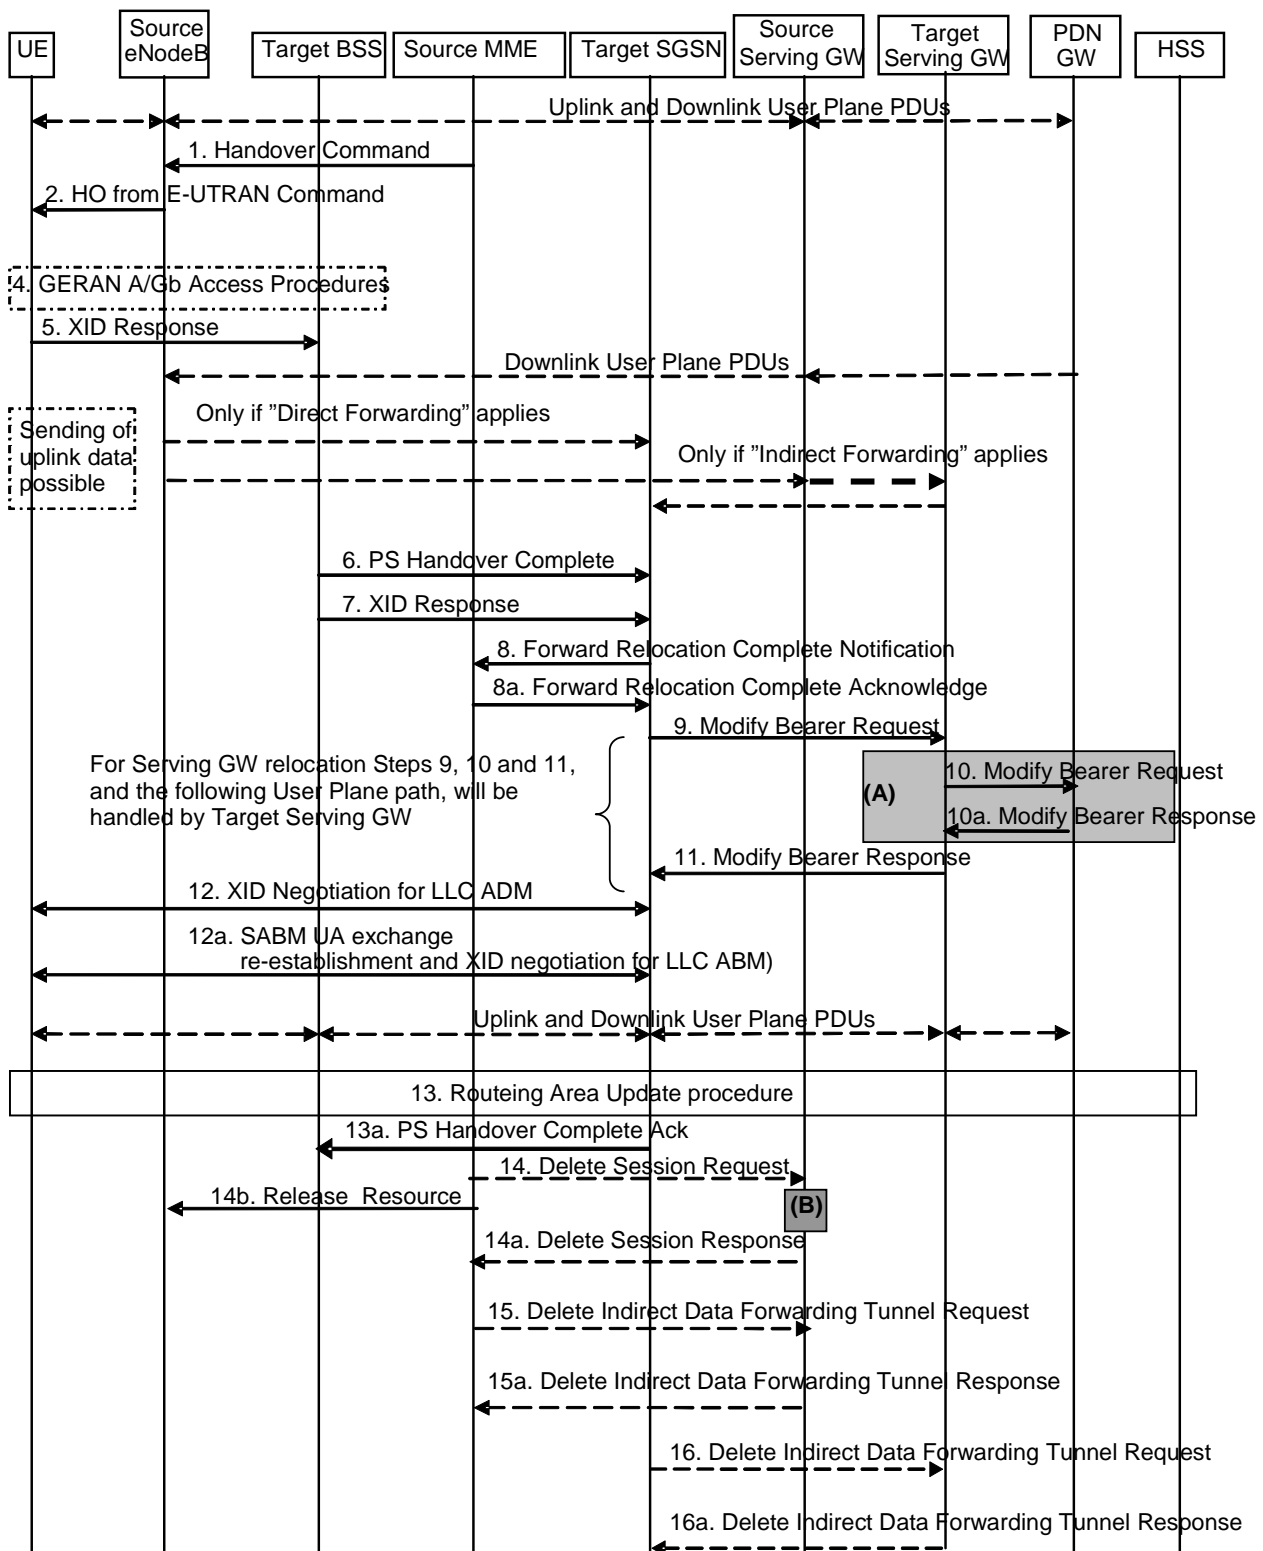 UE
Source
eNodeB
Target BSS
Source MME
Target SGSN
Source
Serving GW
Target
Serving GW
PDN
GW
HSS
Uplink and Downlink User Plane PDUs
1. Handover Command
2. HO from E-UTRAN Command
4. GERAN A/Gb Access Procedures
5. XID Response
Downlink User Plane PDUs
Only if ”Direct Forwarding” applies
Sending of
uplink data
possible
Only if ”Indirect Forwarding” applies
6. PS Handover Complete
7. XID Response
8. Forward Relocation Complete Notification
8a. Forward Relocation Complete Acknowledge
9. Modify Bearer Request
For Serving GW relocation Steps 9, 10 and 11,
and the following User Plane path, will be
handled by Target Serving GW
(A)
10. Modify Bearer Request
10a. Modify Bearer Response
11. Modify Bearer Response
12. XID Negotiation for LLC ADM
12a. SABM UA exchange
re-establishment and XID negotiation for LLC ABM)
Uplink and Downlink User Plane PDUs
13. Routeing Area Update procedure
13a. PS Handover Complete Ack
14. Delete Session Request
14b. Release Resource
(B)
14a. Delete Session Response
15. Delete Indirect Data Forwarding Tunnel Request
15a. Delete Indirect Data Forwarding Tunnel Response
16. Delete Indirect Data Forwarding Tunnel Request
16a. Delete Indirect Data Forwarding Tunnel Response